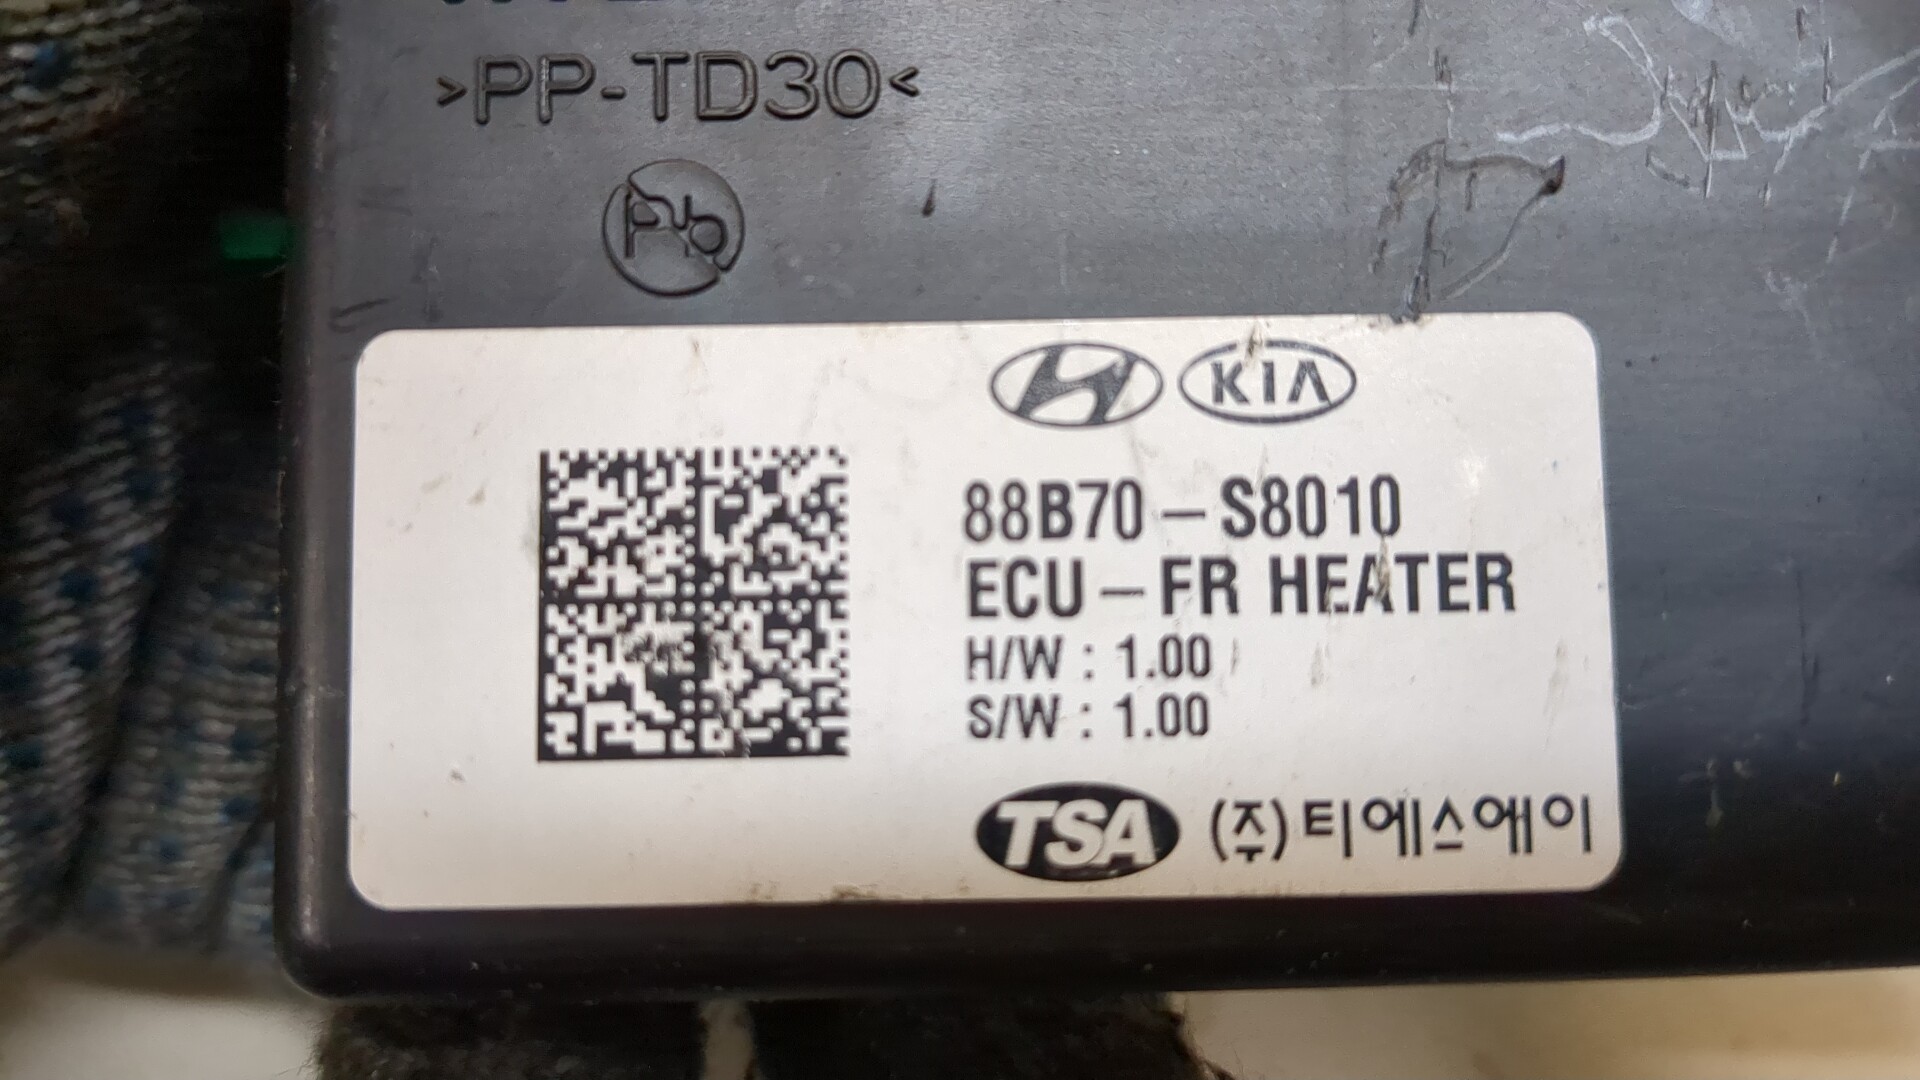 >PP-TD30<
Pb
KIA
88B70-S8010
ECU-FR HEATER
H/W : 1.00
S/W : 1.00
TSA (주)티에스에이